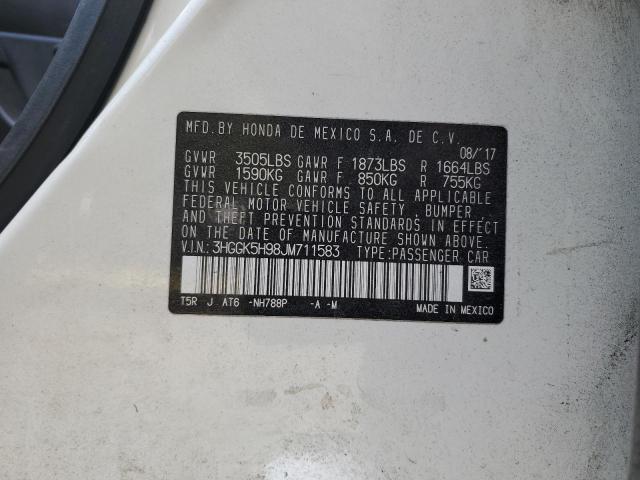 MFD.BY HONDA DE MEXICO S.A. DE C.V.
08/'17
GVWR 3505LBS GAWR F 1873LBS R 1664LBS
GVWR 1590KG GAWR F 850KG R 755KG
THIS VEHICLE CONFORMS TO ALL APPLICABLE
FEDERAL MOTOR VEHICLE SAFETY, BUMPER,
AND THEFT PREVENTION STANDARDS IN EFFECT
ON THE DATE OF MANUFACTURE SHOWN ABOVE.
V.I.N.: 3HGGK5H98JM711583 TYPE:PASSENGER CAR
T5R J AT6 -NH788P -A -M MADE IN MEXICO